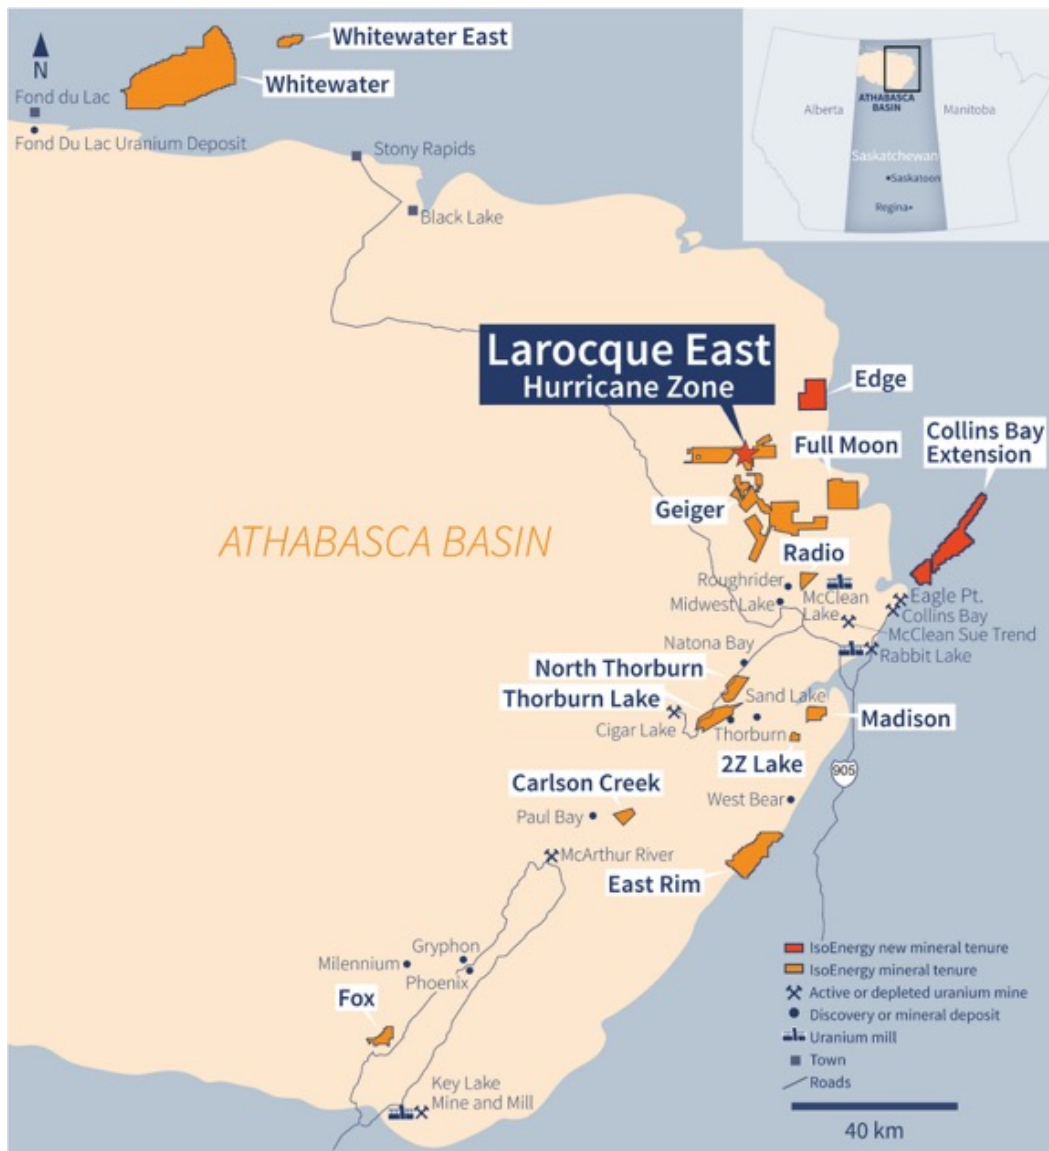 Whitewater East
Whitewater
N
Fond du Lac
Fond Du Lac Uranium Deposit
Stony Rapids
Black Lake
Alberta
ATHABASCA
BASIN
Manitoba
Saskatchewan
Saskatoon
Regina
Larocque East
Hurricane Zone
Edge
Full Moon
Collins Bay
Extension
Geiger
ATHABASCA BASIN
Radio
Roughrider
Midwest Lake
McClean
Lake
Eagle Pt.
Collins Bay
McClean Sue Trend
Rabbit Lake
Natona Bay
North Thorburn
Thorburn Lake
Sand Lake
Cigar Lake
Thorburn
Madison
2Z Lake
905
Carlson Creek
West Bear
Paul Bay
McArthur River
East Rim
Gryphon
Milennium
Phoenix
Fox
Key Lake
Mine and Mill
IsoEnergy new mineral tenure
IsoEnergy mineral tenure
Active or depleted uranium mine
Discovery or mineral deposit
Uranium mill
Town
Roads
40 km